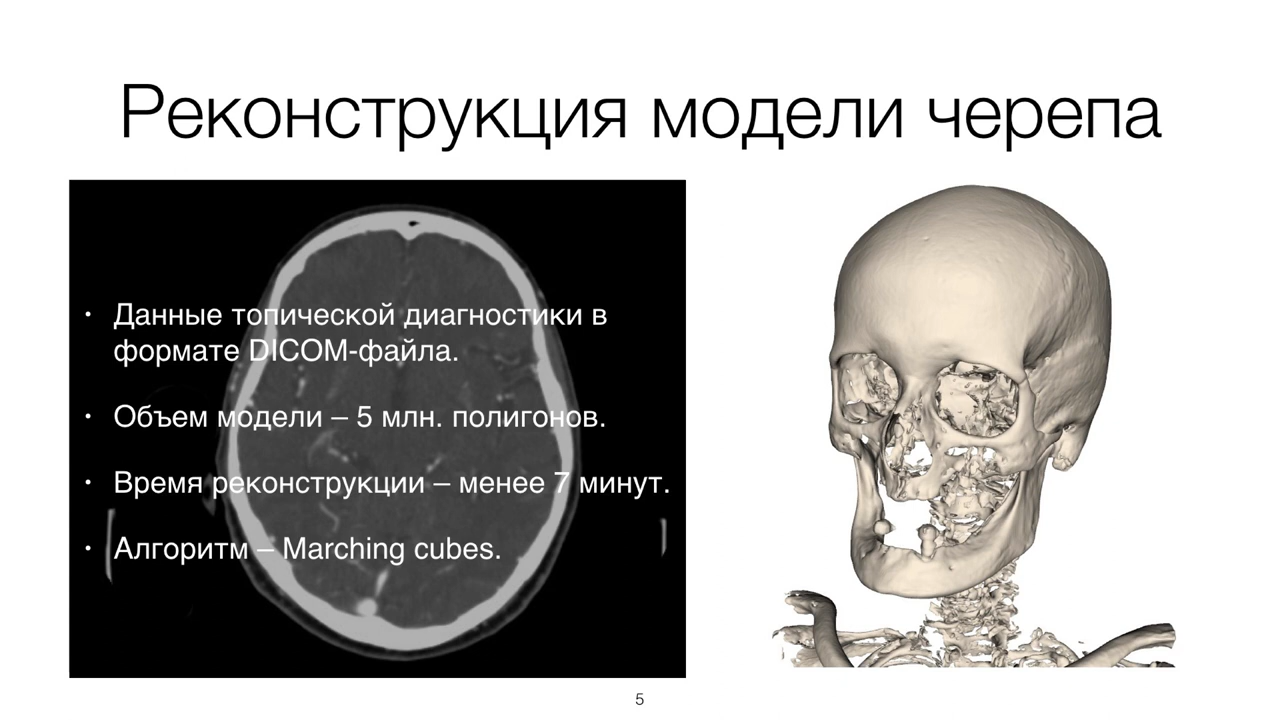 Реконструкция модели черепа
• Данные топической диагностики в
формате DICOM-файла.
• Объем модели – 5 млн. полигонов.
• Время реконструкции – менее 7 минут.
• Алгоритм – Marching cubes.
5